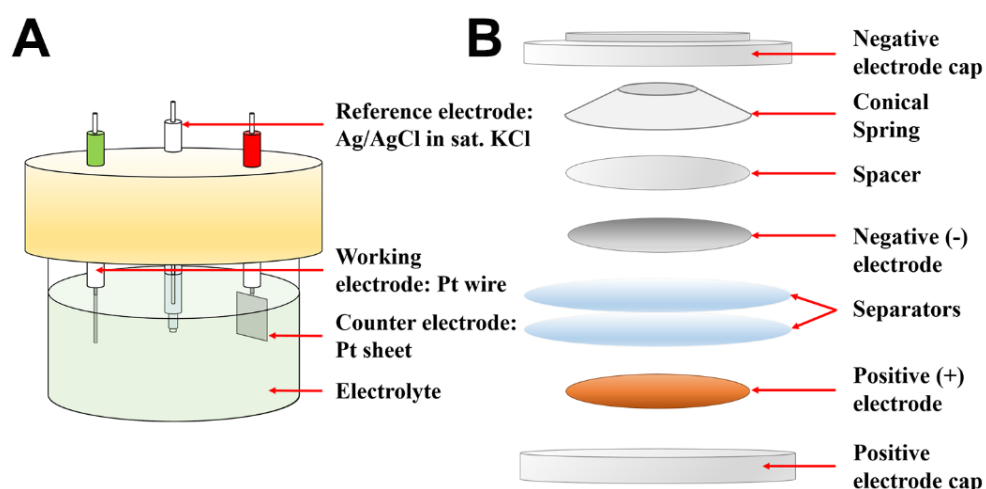 A
Reference electrode:
Ag/AgCl in sat. KCl
Working
electrode: Pt wire
Counter electrode:
Pt sheet
Electrolyte
B
Negative
electrode cap
Conical
Spring
Spacer
Negative (-)
electrode
Separators
Positive (+)
electrode
Positive
electrode cap